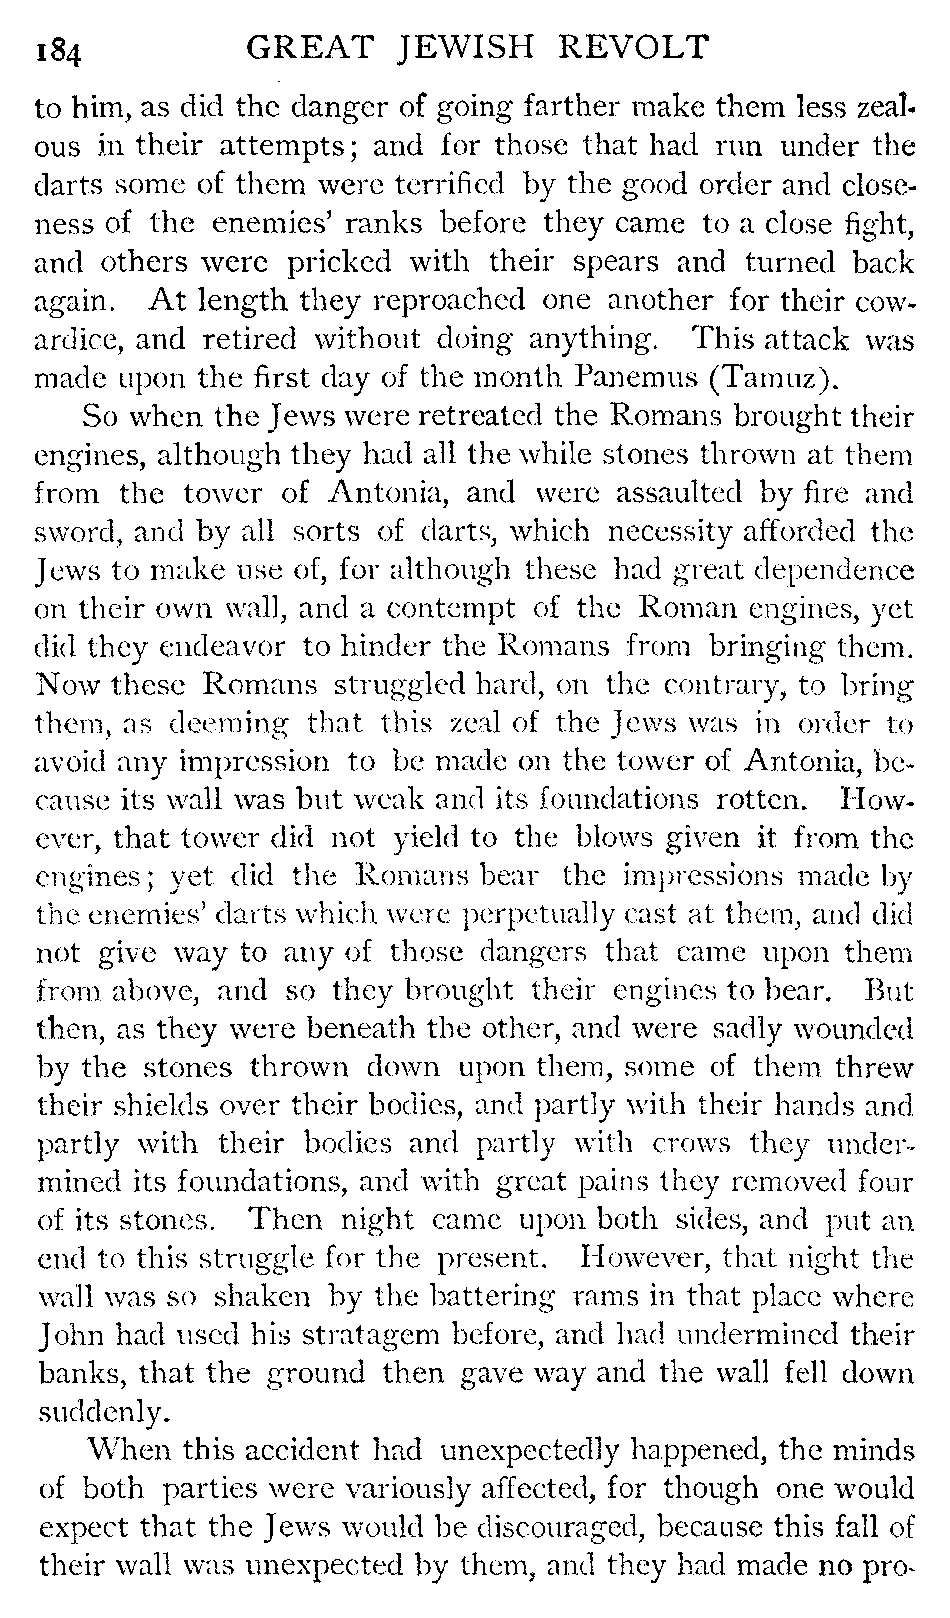 184 GREAT JEWISH REVOLT
to him, as did the danger of going farther make them less zeal-
ous in their attempts; and for those that had run under the
darts some of them were terrified by the good order and close-
ness of the enemies' ranks before they came to a close fight,
and others were pricked with their spears and turned back
again. At length they reproached one another for their cow-
ardice, and retired without doing anything. This attack was
made upon the first day of the month Panemus (Tamuz).
So when the Jews were retreated the Romans brought their
engines, although they had all the while stones thrown at them
from the tower of Antonia, and were assaulted by fire and
sword, and by all sorts of darts, which necessity afforded the
Jews to make use of, for although these had great dependence
on their own wall, and a contempt of the Roman engines, yet
did they endeavor to hinder the Romans from bringing them.
Now these Romans struggled hard, on the contrary, to bring
them, as deeming that this zeal of the Jews was in order to
avoid any impression to be made on the tower of Antonia, be-
cause its wall was but weak and its foundations rotten. How-
ever, that tower did not yield to the blows given it from the
engines; yet did the Romans bear the impressions made by
the enemies' darts which were perpetually cast at them, and did
not give way to any of those dangers that came upon them
from above, and so they brought their engines to bear. But
then, as they were beneath the other, and were sadly wounded
by the stones thrown down upon them, some of them threw
their shields over their bodies, and partly with their hands and
partly with their bodies and partly with crows they under-
mined its foundations, and with great pains they removed four
of its stones. Then night came upon both sides, and put an
end to this struggle for the present. However, that night the
wall was so shaken by the battering rams in that place where
John had used his stratagem before, and had undermined their
banks, that the ground then gave way and the wall fell down
suddenly.
When this accident had unexpectedly happened, the minds
of both parties were variously affected, for though one would
expect that the Jews would be discouraged, because this fall of
their wall was unexpected by them, and they had made no pro-